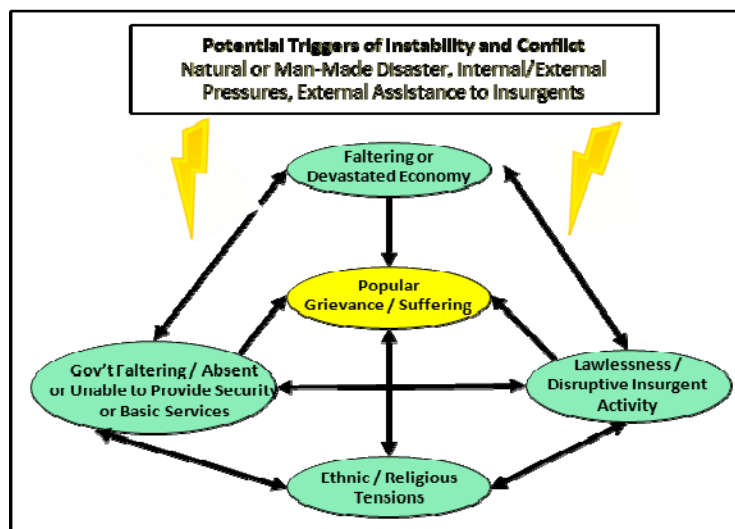 Potential Triggers of Instability and Conflict
Natural or Man-Made Disaster, Internal/External
Pressures, External Assistance to Insurgents
Faltering or
Devastated Economy
Popular
Grievance / Suffering
Gov't Faltering / Absent
or Unable to Provide Security
or Basic Services
Lawlessness /
Disruptive Insurgent
Activity
Ethnic / Religious
Tensions